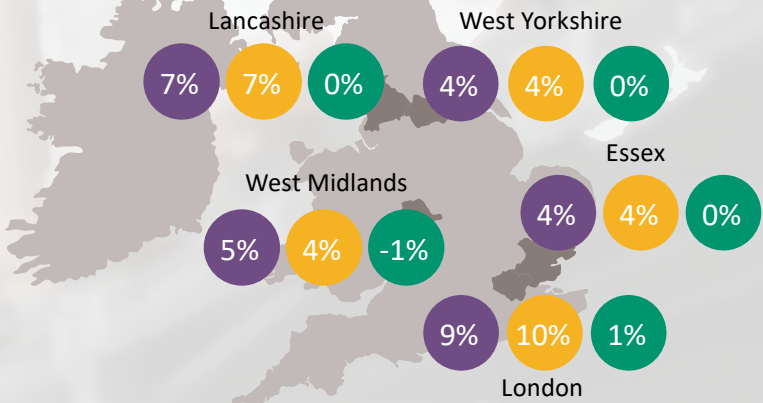 Lancashire
7% 7% 0%
West Yorkshire
4% 4% 0%
Essex
4% 4% 0%
West Midlands
5% 4% -1%
9% 10% 1%
London